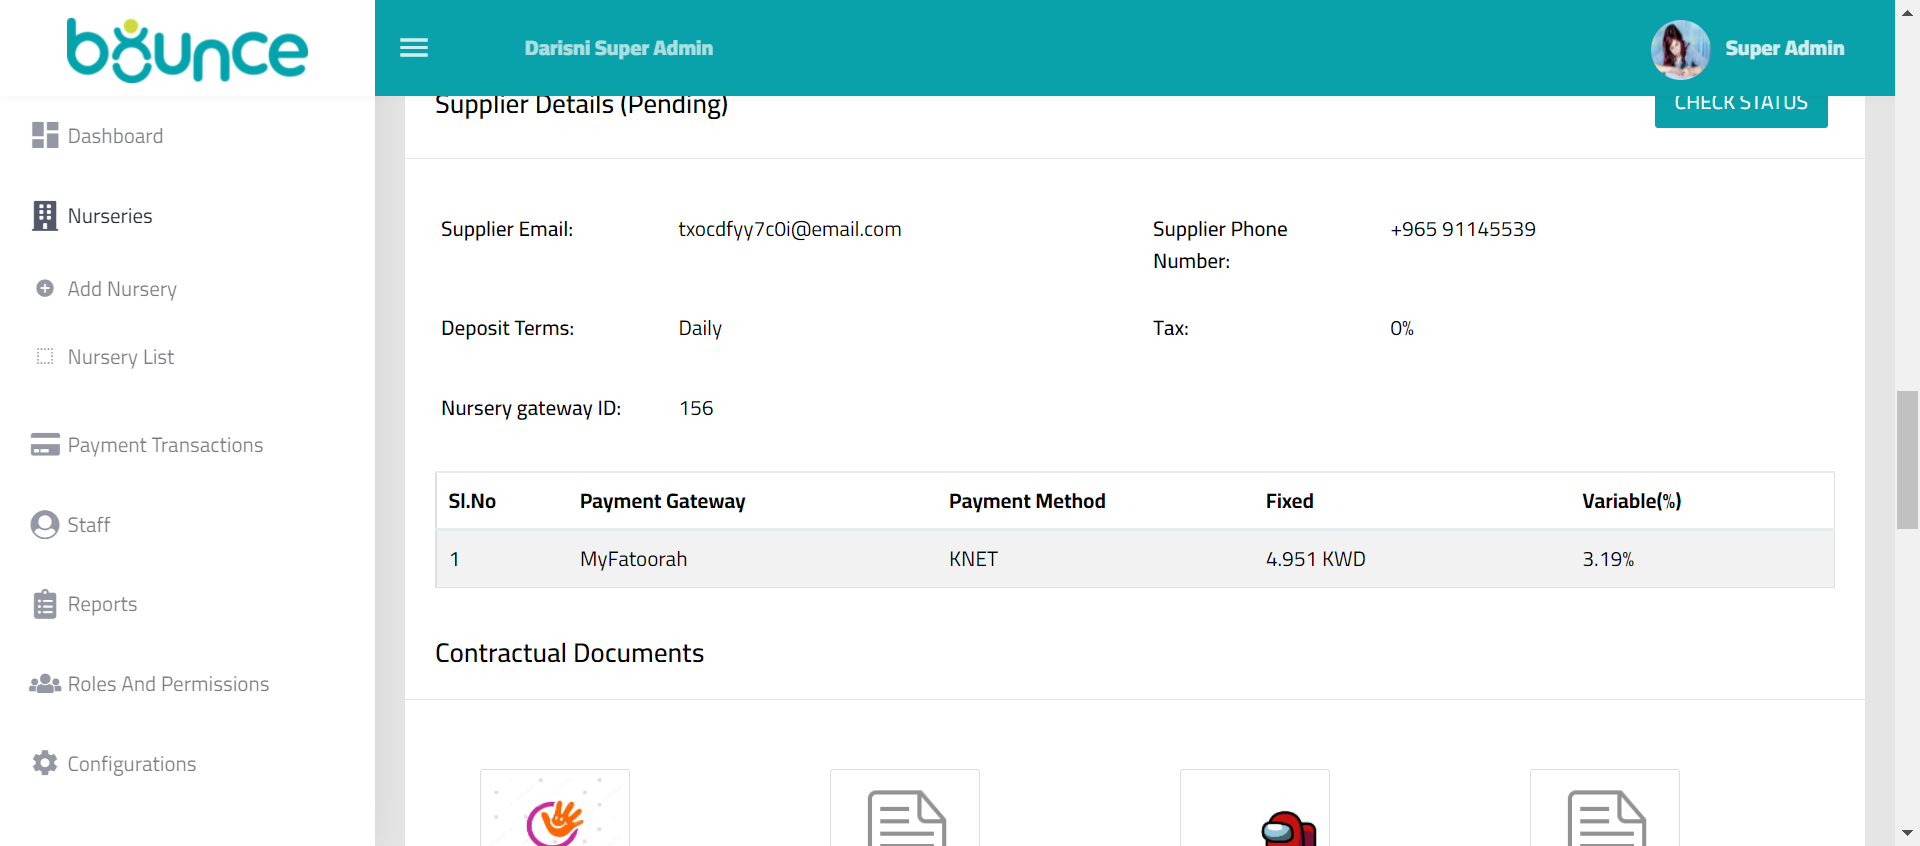 bounce
Darisni Super Admin
Super Admin
Dashboard
Nurseries
Add Nursery
Nursery List
Payment Transactions
Staff
Reports
Roles And Permissions
Configurations
Supplier Details (Pending)
CHECK STATUS
Supplier Email: txocdfyy7c0i@email.com
Supplier Phone Number: +965 91145539
Deposit Terms: Daily
Tax: 0%
Nursery gateway ID: 156
Sl.No Payment Gateway Payment Method Fixed Variable(%)
1 MyFatoorah KNET 4.951 KWD 3.19%
Contractual Documents